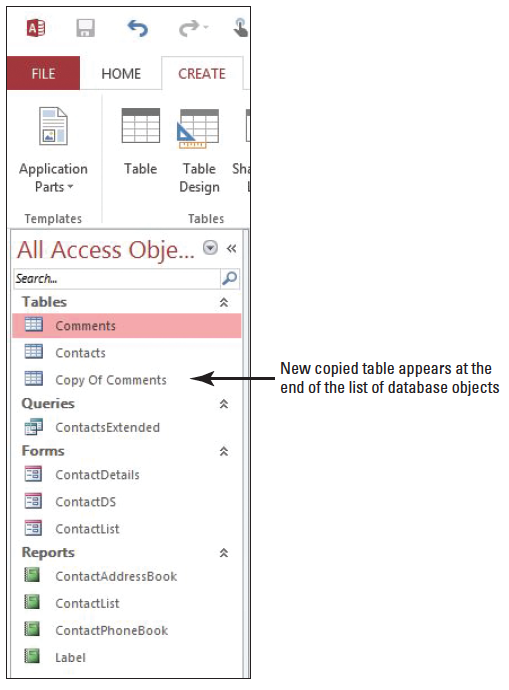 FILE HOME CREATE
Application Parts
Table
Table Design
Templates
Tables
All Access Obje...
Search...
Tables
Comments
Contacts
Copy Of Comments
New copied table appears at the
end of the list of database objects
Queries
ContactsExtended
Forms
ContactDetails
ContactDS
ContactList
Reports
ContactAddressBook
ContactList
ContactPhoneBook
Label